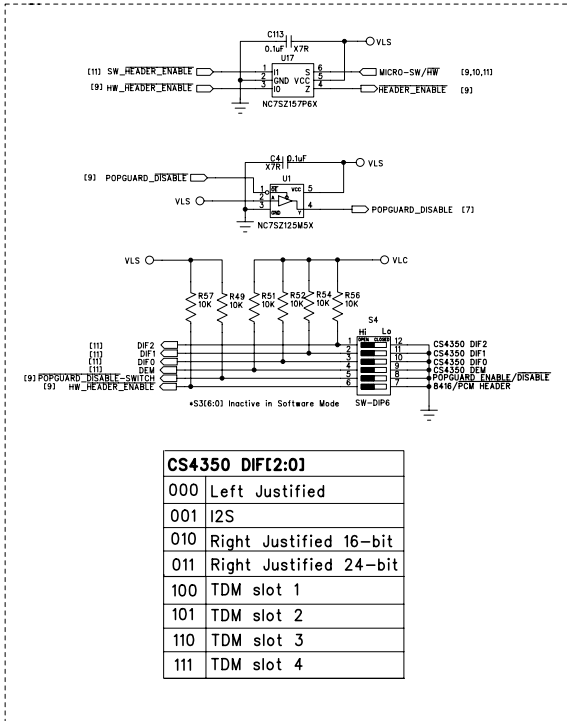 C113
0.1uF X7R
VLS
U17
[11] SW_HEADER_ENABLE 1 I1 S 6 MICRO-SW/HW [9,10,11]
2 GND VCC 5
[9] HW_HEADER_ENABLE 3 I0 Z 4 HEADER_ENABLE [9]
NC7SZ157P6X
C4 0.1uF
X7R
VLS
U1
[9] POPGUARD_DISABLE
1 OE VCC 5
VLS 2 A
3 GND Y 4 POPGUARD_DISABLE [7]
NC7SZ125M5X
VLS VLC
R57 R49 R51 R52 R54 R56
10K 10K 10K 10K 10K 10K
S4
Hi Lo
OPEN CLOSED
[11] DIF2 1 12 CS4350 DIF2
[11] DIF1 2 11 CS4350 DIF1
[11] DIF0 3 10 CS4350 DIF0
[11] DEM 4 9 CS4350 DEM
[9] POPGUARD_DISABLE-SWITCH 5 8 POPGUARD ENABLE/DISABLE
[9] HW_HEADER_ENABLE 6 7 8416/PCM HEADER
*S3[6:0] Inactive in Software Mode SW-DIP6
CS4350 DIF[2:0]
000 Left Justified
001 I2S
010 Right Justified 16-bit
011 Right Justified 24-bit
100 TDM slot 1
101 TDM slot 2
110 TDM slot 3
111 TDM slot 4